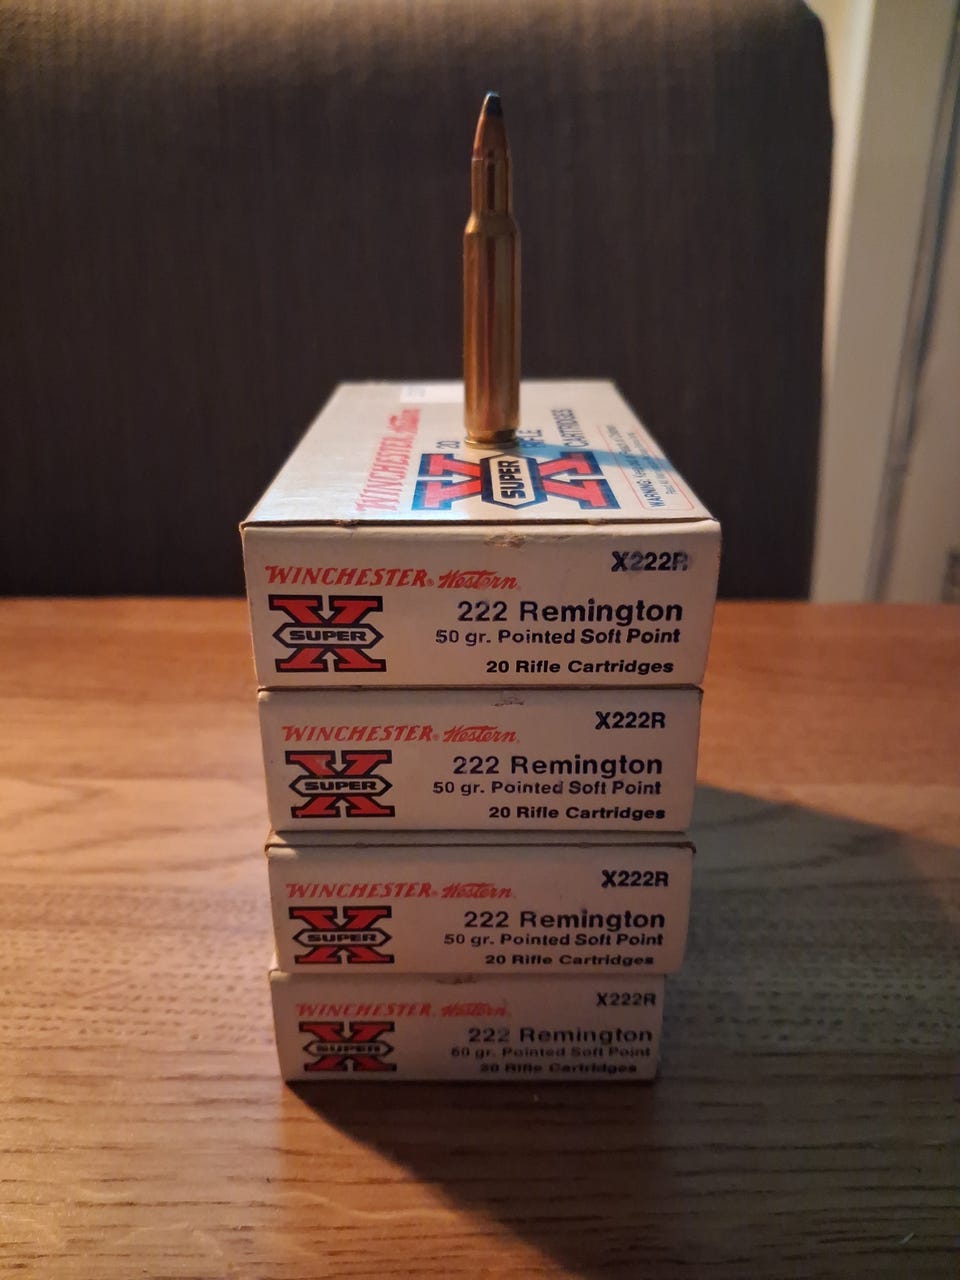 WINCHESTER Western
20 RIFLE CARTRIDGES
SUPER X
WARNING:
WINCHESTER® Western
X222R
SUPER X
222 Remington
50 gr. Pointed Soft Point
20 Rifle Cartridges
WINCHESTER® Western
X222R
SUPER X
222 Remington
50 gr. Pointed Soft Point
20 Rifle Cartridges
WINCHESTER® Western
X222R
SUPER X
222 Remington
50 gr. Pointed Soft Point
20 Rifle Cartridges
WINCHESTER® Western
X222R
SUPER X
222 Remington
50 gr. Pointed Soft Point
20 Rifle Cartridges